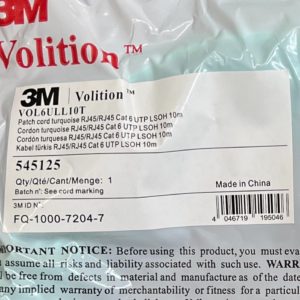 3M
Volition™
3M Volition™
VOL6ULL10T
Patch cord turquoise RJ45/RJ45 Cat 6 UTP LSOH 10m
Cordon turquoise RJ45/RJ45 Cat 6 UTP LSOH 10m
Cordon turquesa RJ45/RJ45 Cat 6 UTP LSOH 10m
Kabel türkis RJ45/RJ45 Cat 6 UTP LSOH 10m
545125
Qty/Qté/Cant/Menge: 1
Batch n°: See cord marking
Made in China
3M ID N°:
FQ-1000-7204-7
4 046719 195046
ORTANT NOTICE: Before using this product, you must eva
assume all risks and liability associated with such use. WARR
be free from defects in material and manufacture as of the date
any implied warranty of merchantability or fitness for a particu